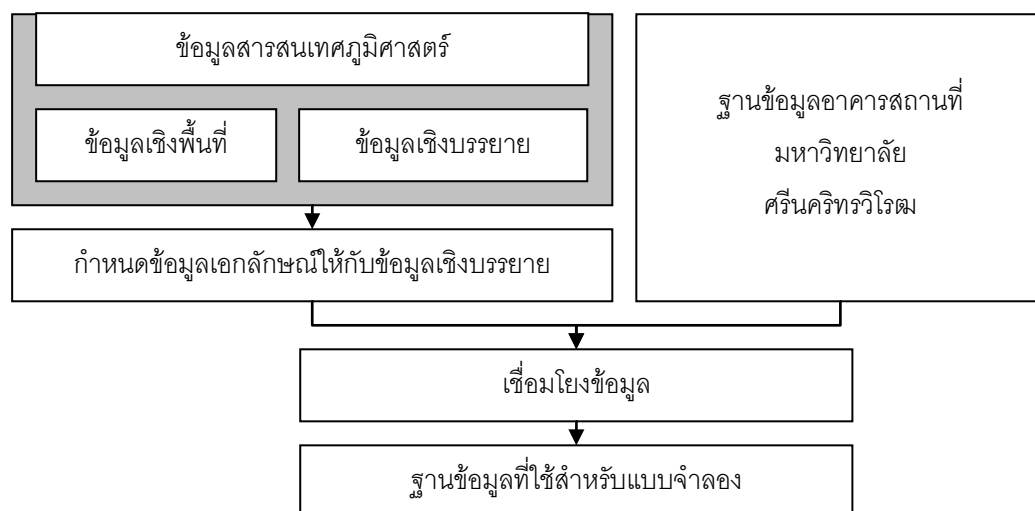 ข้อมูลสารสนเทศภูมิศาสตร์
ข้อมูลเชิงพื้นที่
ข้อมูลเชิงบรรยาย
ฐานข้อมูลอาคารสถานที่
มหาวิทยาลัย
ศรีนคริทรวิโรฒ
กำหนดข้อมูลเอกลักษณ์ให้กับข้อมูลเชิงบรรยาย
เชื่อมโยงข้อมูล
ฐานข้อมูลที่ใช้สำหรับแบบจำลอง